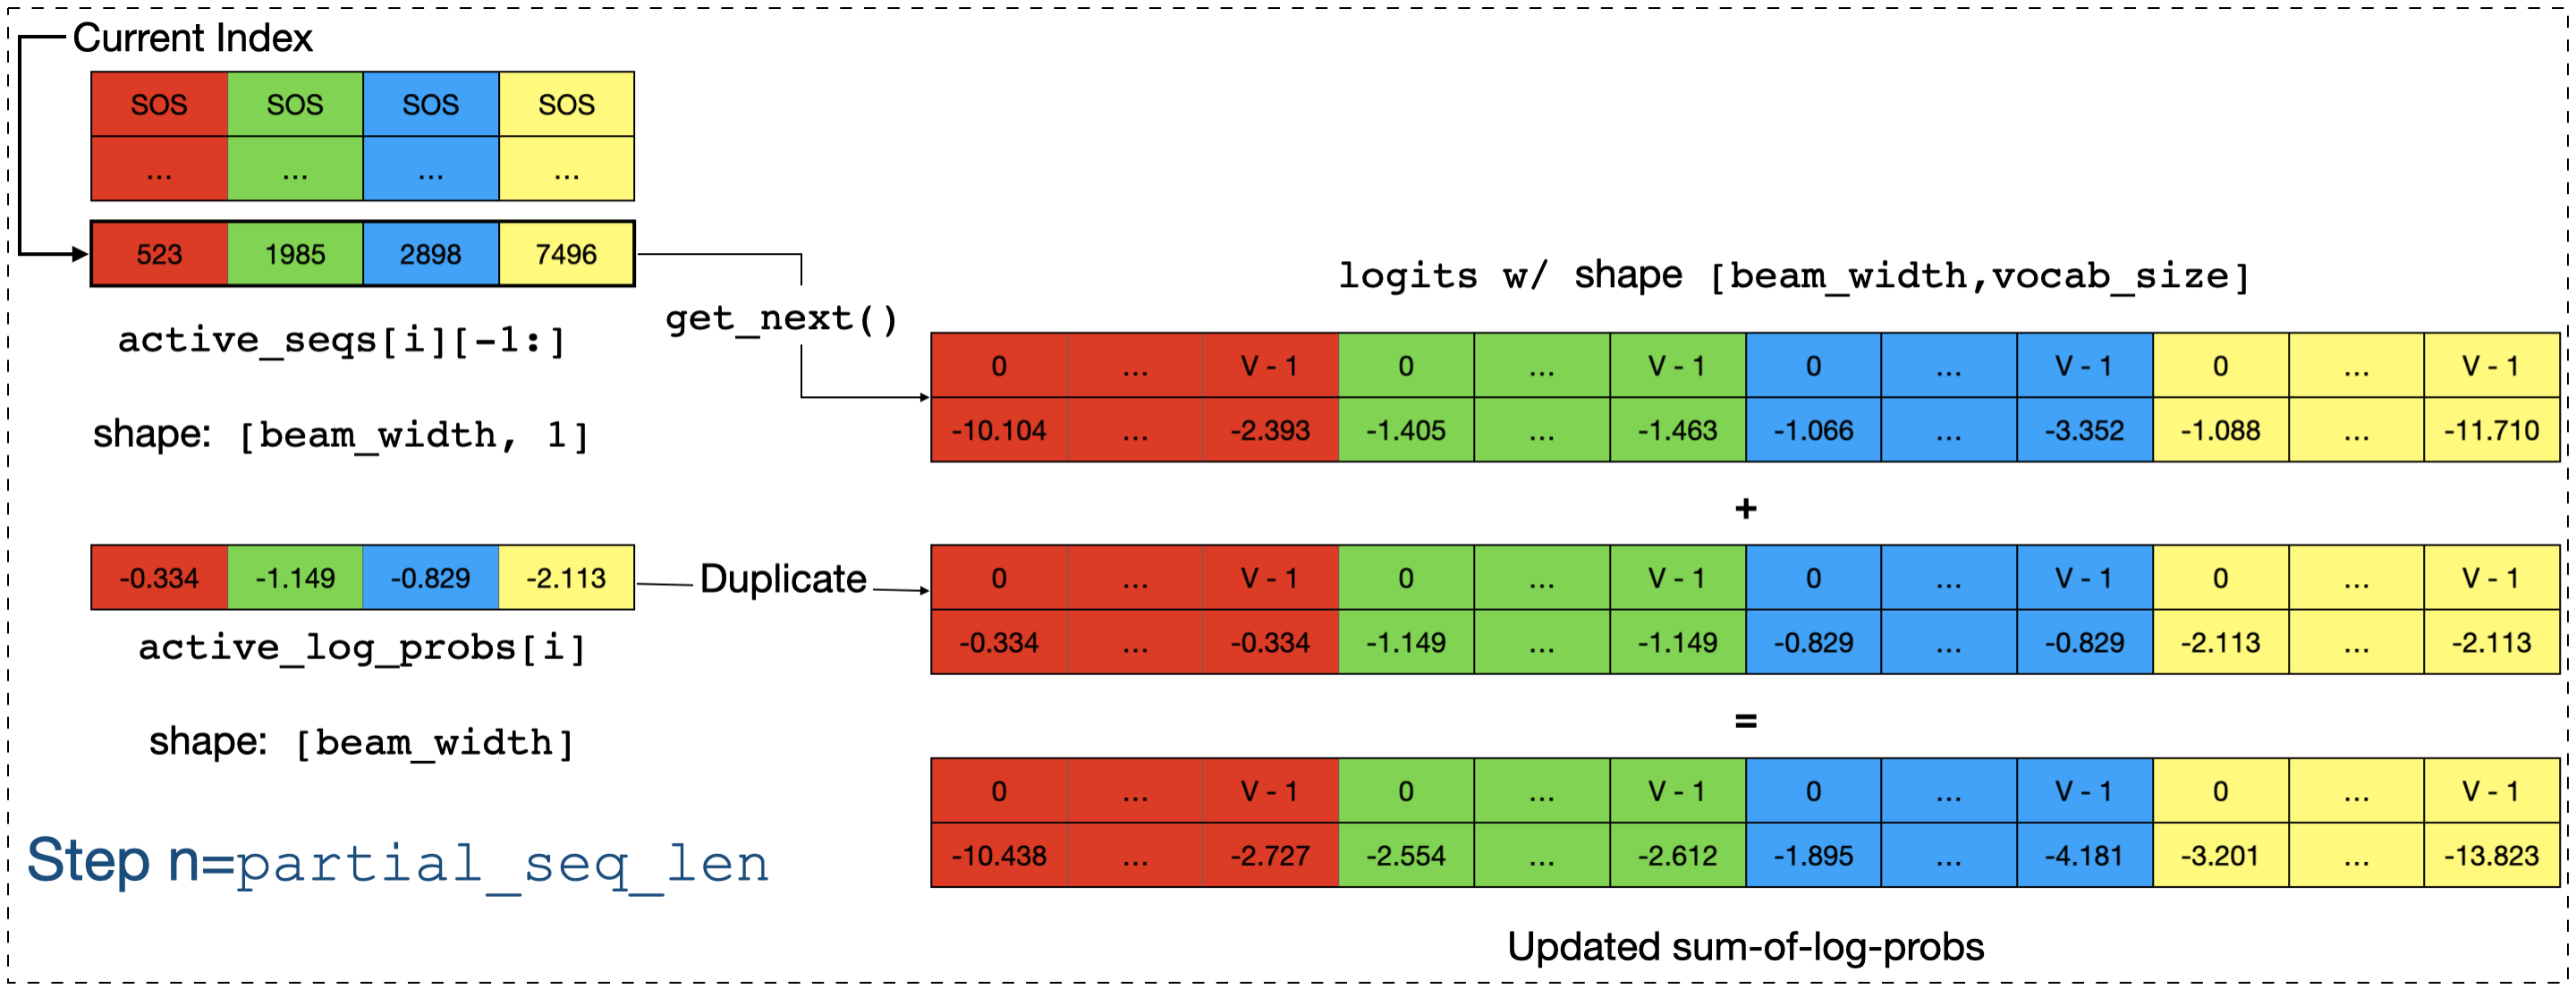 Current Index
SOS SOS SOS SOS
... ... ... ...
523 1985 2898 7496
active_seqs[i][-1:]
shape: [beam_width, 1]
get_next()
logits w/ shape [beam_width,vocab_size]
0 ... V - 1 0 ... V - 1 0 ... V - 1 0 ... V - 1
-10.104 ... -2.393 -1.405 ... -1.463 -1.066 ... -3.352 -1.088 ... -11.710
+
-0.334 -1.149 -0.829 -2.113
Duplicate
active_log_probs[i]
shape: [beam_width]
0 ... V - 1 0 ... V - 1 0 ... V - 1 0 ... V - 1
-0.334 ... -0.334 -1.149 ... -1.149 -0.829 ... -0.829 -2.113 ... -2.113
=
0 ... V - 1 0 ... V - 1 0 ... V - 1 0 ... V - 1
-10.438 ... -2.727 -2.554 ... -2.612 -1.895 ... -4.181 -3.201 ... -13.823
Step n=partial_seq_len
Updated sum-of-log-probs